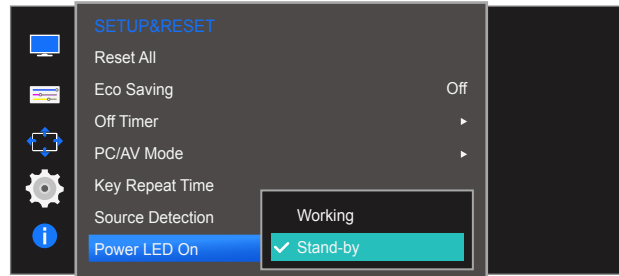 SETUP&RESET
Reset All
Eco Saving Off
Off Timer
PC/AV Mode
Key Repeat Time
Source Detection Working
Power LED On Stand-by